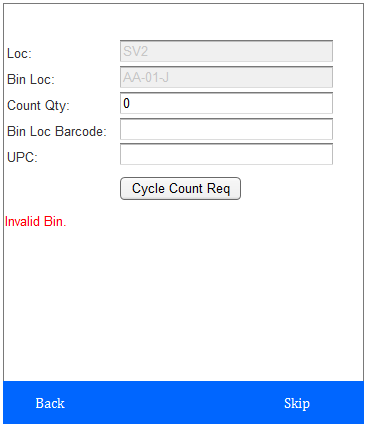 Loc: SV2
Bin Loc: AA-01-J
Count Qty: 0
Bin Loc Barcode:
UPC:
Cycle Count Req
Invalid Bin.
Back Skip